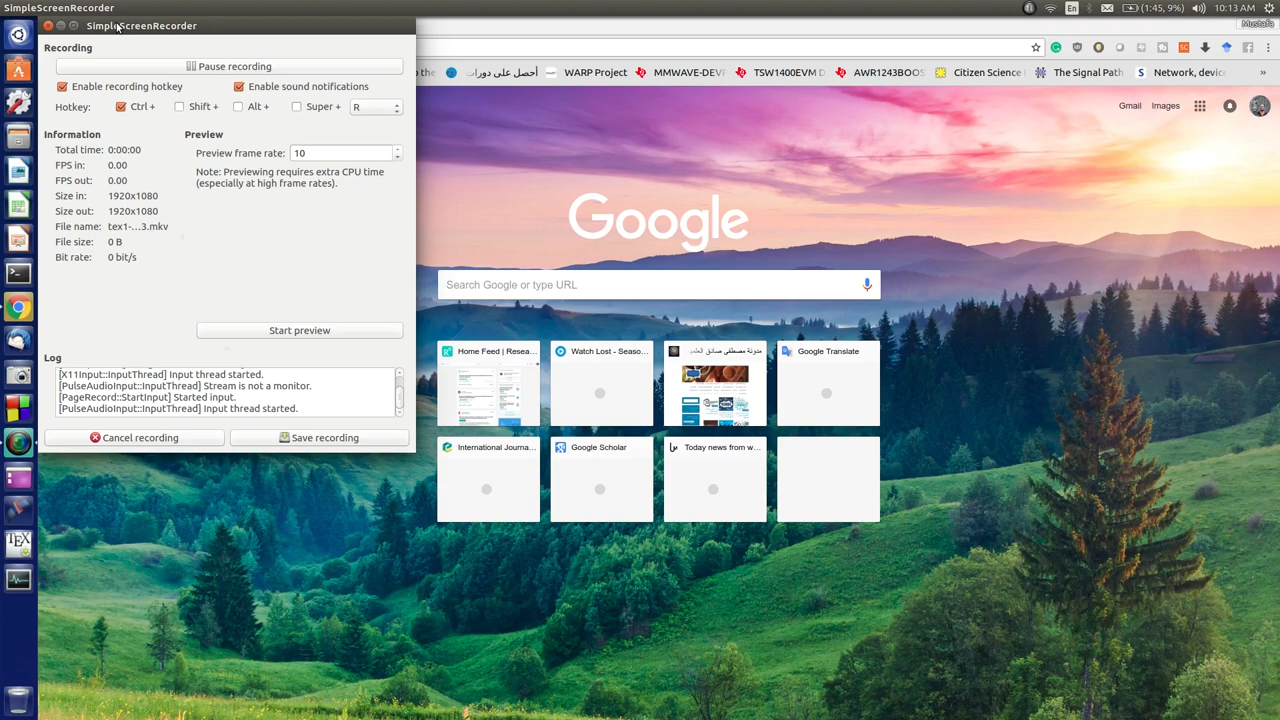 SimpleScreenRecorder
En
(1:45, 9%)
10:13 AM
SimpleScreenRecorder
Mustafa
Recording
Pause recording
Enable recording hotkey
Enable sound notifications
Hotkey: Ctrl + Shift + Alt + Super + R
Information
Total time: 0:00:00
FPS in: 0.00
FPS out: 0.00
Size in: 1920x1080
Size out: 1920x1080
File name: tex1-...3.mkv
File size: 0 B
Bit rate: 0 bit/s
Preview
Preview frame rate: 10
Note: Previewing requires extra CPU time
(especially at high frame rates).
Start preview
Log
[X11Input::InputThread] Input thread started.
[PulseAudioInput::InputThread] Stream is not a monitor.
[PageRecord::StartInput] Started input.
[PulseAudioInput::InputThread] Input thread started.
Cancel recording
Save recording
o the
أحصل على دورات
WARP Project
MMWAVE-DEV
TSW1400EVM D
AWR1243BOOS
Citizen Science
The Signal Path
Network, device
»
Gmail
Images
Google
Search Google or type URL
Home Feed | Resea...
Watch Lost - Seaso...
مدونة مصطفى صادق العلم...
Google Translate
International Journa...
Google Scholar
Today news from w...
TEX